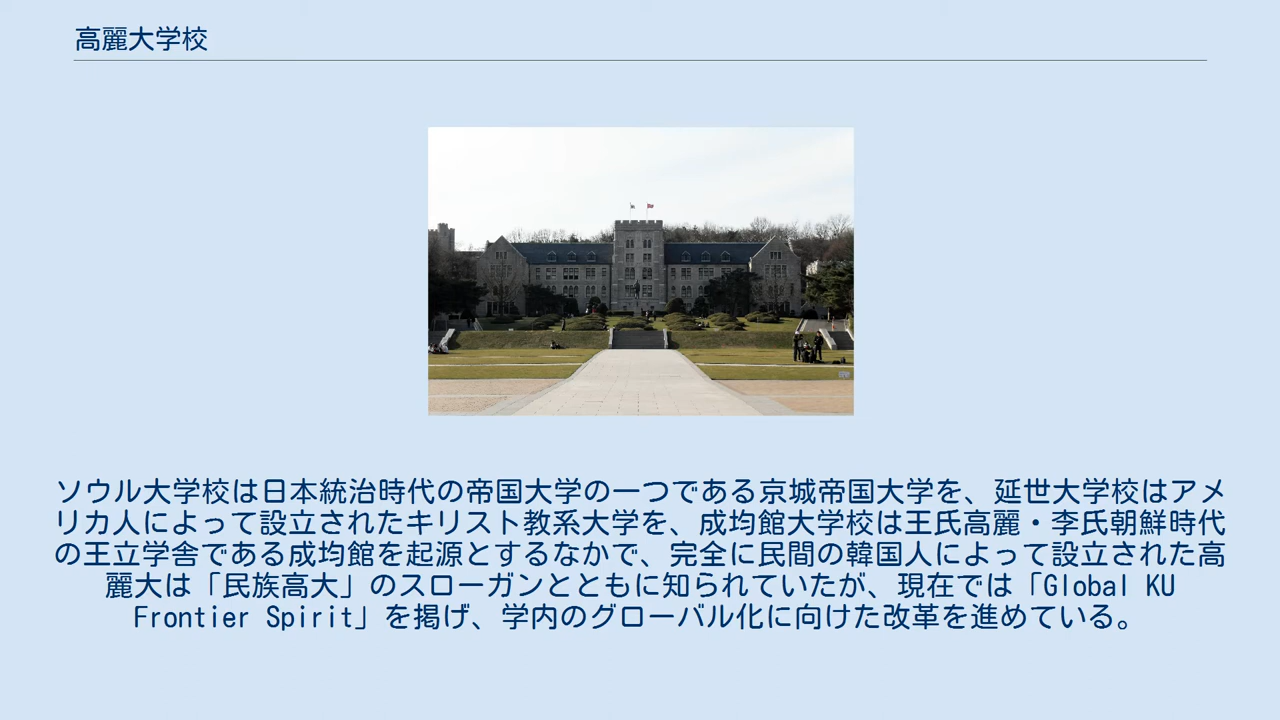 高麗大学校
ソウル大学校は日本統治時代の帝国大学の一つである京城帝国大学を、延世大学校はアメ
リカ人によって設立されたキリスト教系大学を、成均館大学校は王氏高麗・李氏朝鮮時代
の王立学舎である成均館を起源とするなかで、完全に民間の韓国人によって設立された高
麗大は「民族高大」のスローガンとともに知られていたが、現在では「Global KU
Frontier Spirit」を掲げ、学内のグローバル化に向けた改革を進めている。